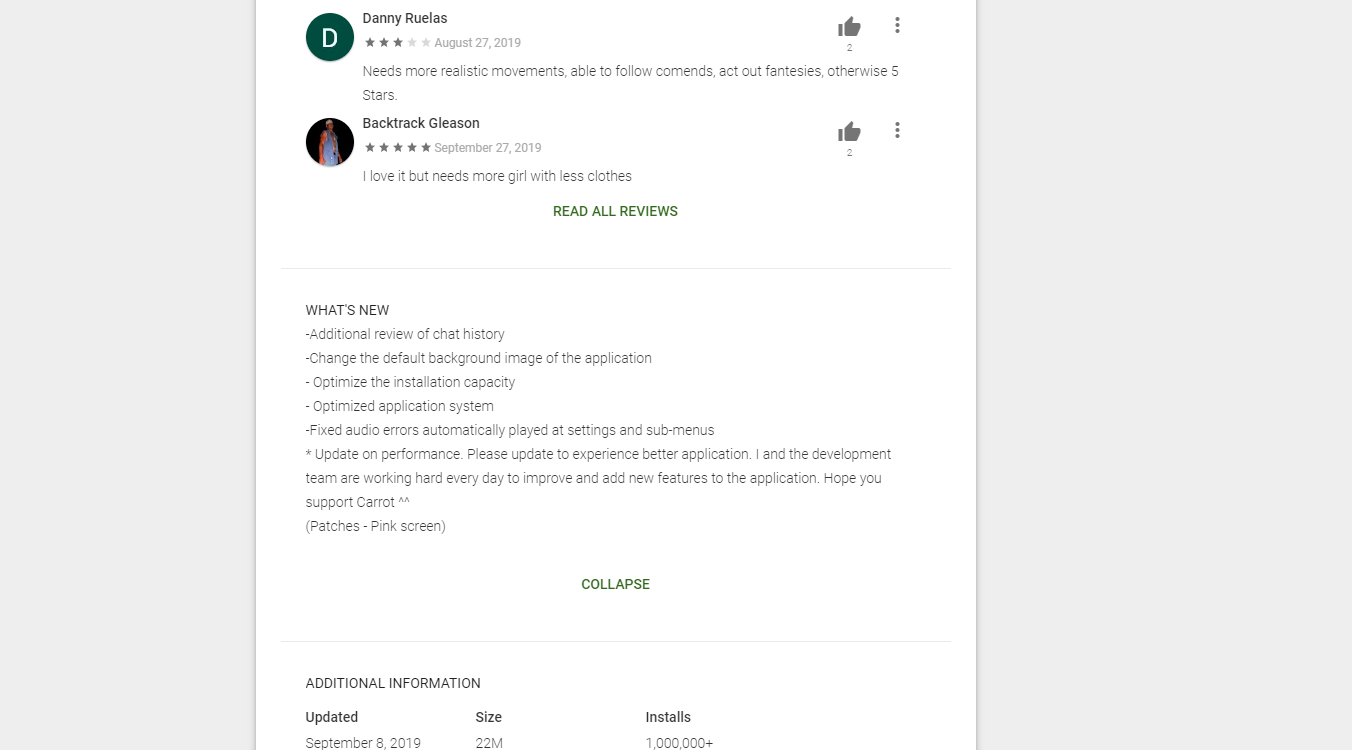 D
Danny Ruelas
August 27, 2019
2
Needs more realistic movements, able to follow comends, act out fantesies, otherwise 5
Stars.
Backtrack Gleason
September 27, 2019
2
I love it but needs more girl with less clothes
READ ALL REVIEWS
WHAT'S NEW
-Additional review of chat history
-Change the default background image of the application
- Optimize the installation capacity
- Optimized application system
-Fixed audio errors automatically played at settings and sub-menus
* Update on performance. Please update to experience better application. I and the development
team are working hard every day to improve and add new features to the application. Hope you
support Carrot ^^
(Patches - Pink screen)
COLLAPSE
ADDITIONAL INFORMATION
Updated Size Installs
September 8, 2019 22M 1,000,000+